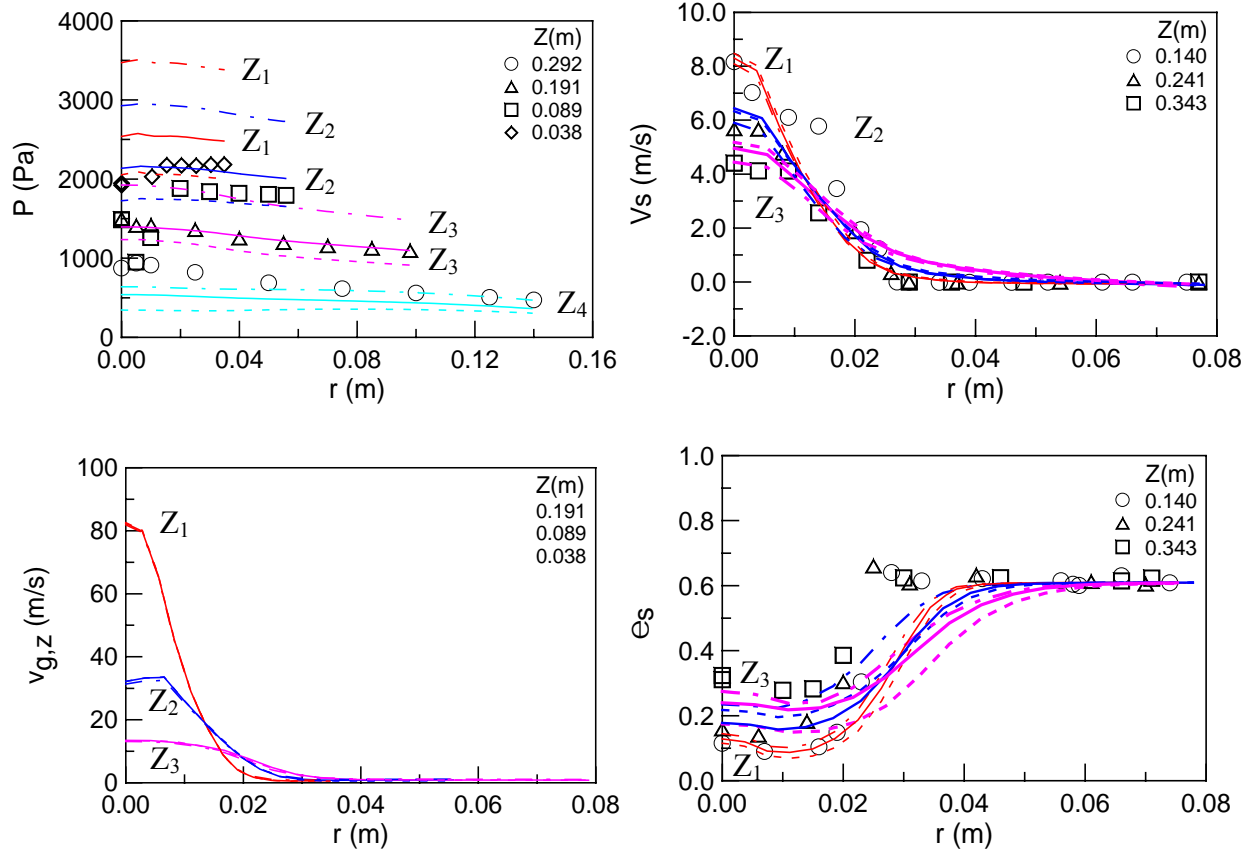 4000
3000
2000
1000
0
P (Pa)
0.00
0.04
0.08
0.12
0.16
r (m)
Z(m)
0.292
0.191
0.089
0.038
Z1
Z2
Z1
Z2
Z3
Z3
Z4
10.0
8.0
6.0
4.0
2.0
0.0
-2.0
Vs (m/s)
0.00
0.02
0.04
0.06
0.08
r (m)
Z(m)
0.140
0.241
0.343
Z1
Z2
Z3
100
80
60
40
20
0
vg,z (m/s)
0.00
0.02
0.04
0.06
0.08
r (m)
Z(m)
0.191
0.089
0.038
Z1
Z2
Z3
1.0
0.8
0.6
0.4
0.2
0.0
es
0.00
0.02
0.04
0.06
0.08
r (m)
Z(m)
0.140
0.241
0.343
Z3
Z1